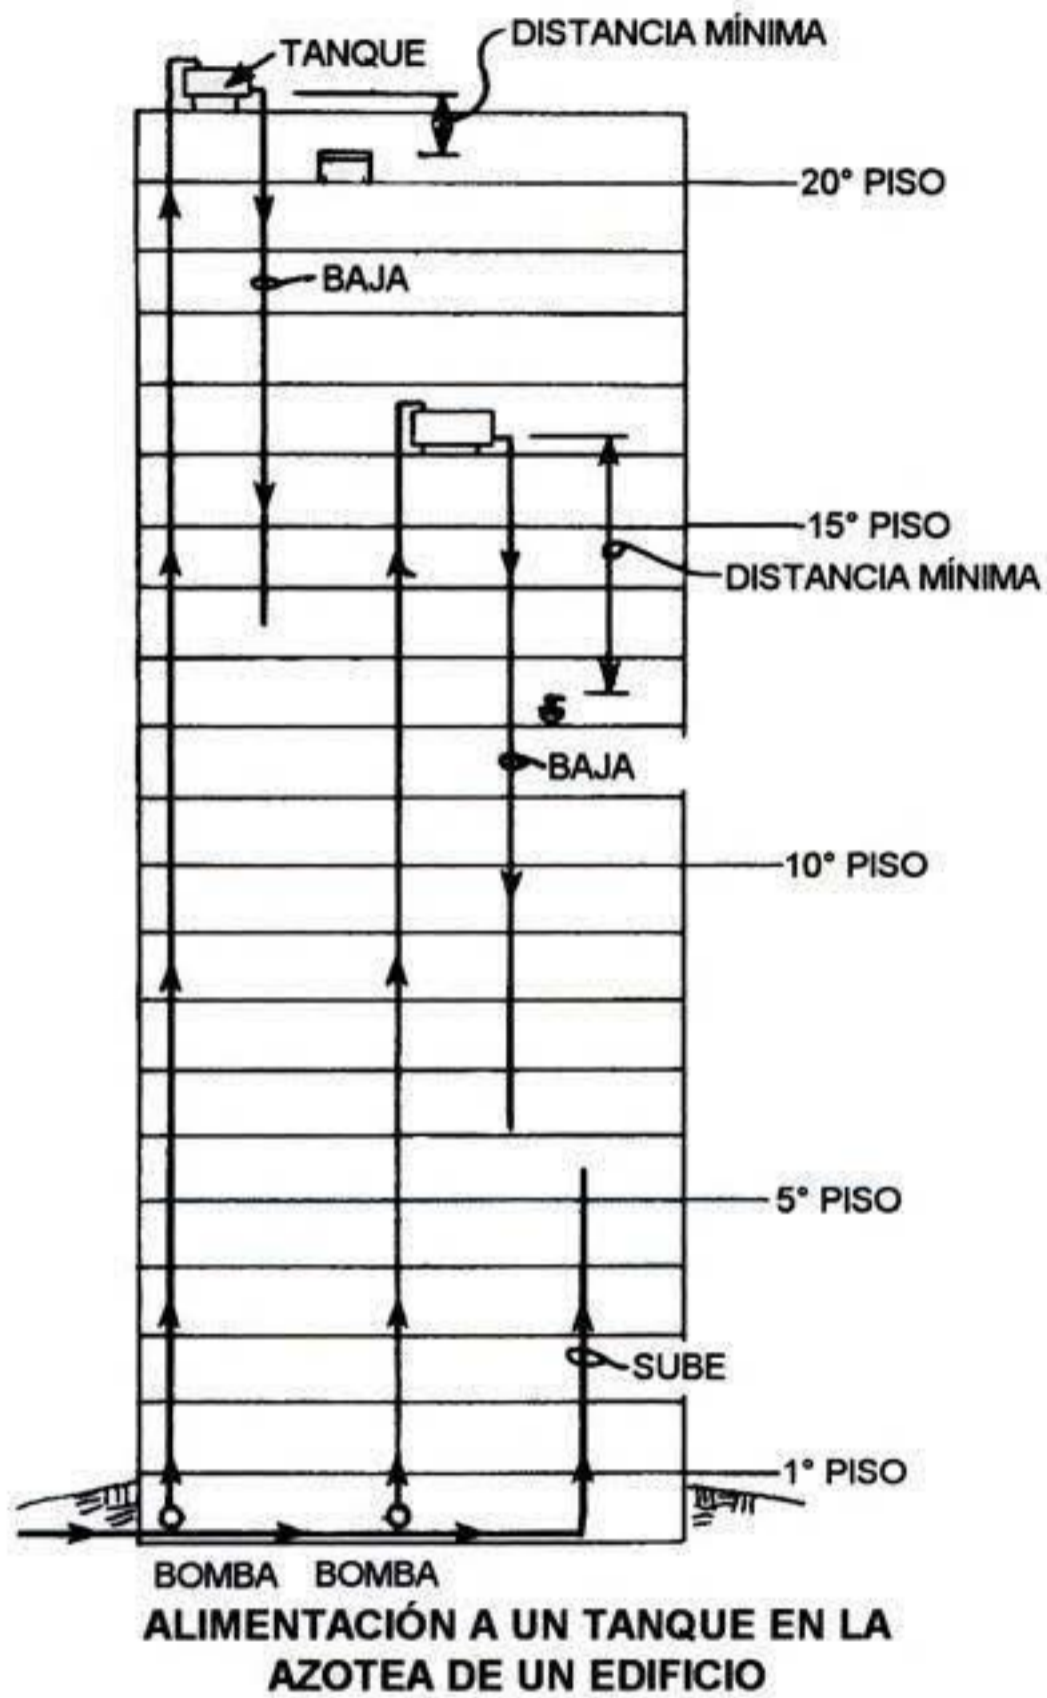 DISTANCIA MÍNIMA
TANQUE
20° PISO
BAJA
15° PISO
DISTANCIA MÍNIMA
BAJA
10° PISO
5° PISO
SUBE
1° PISO
BOMBA BOMBA
ALIMENTACIÓN A UN TANQUE EN LA
AZOTEA DE UN EDIFICIO